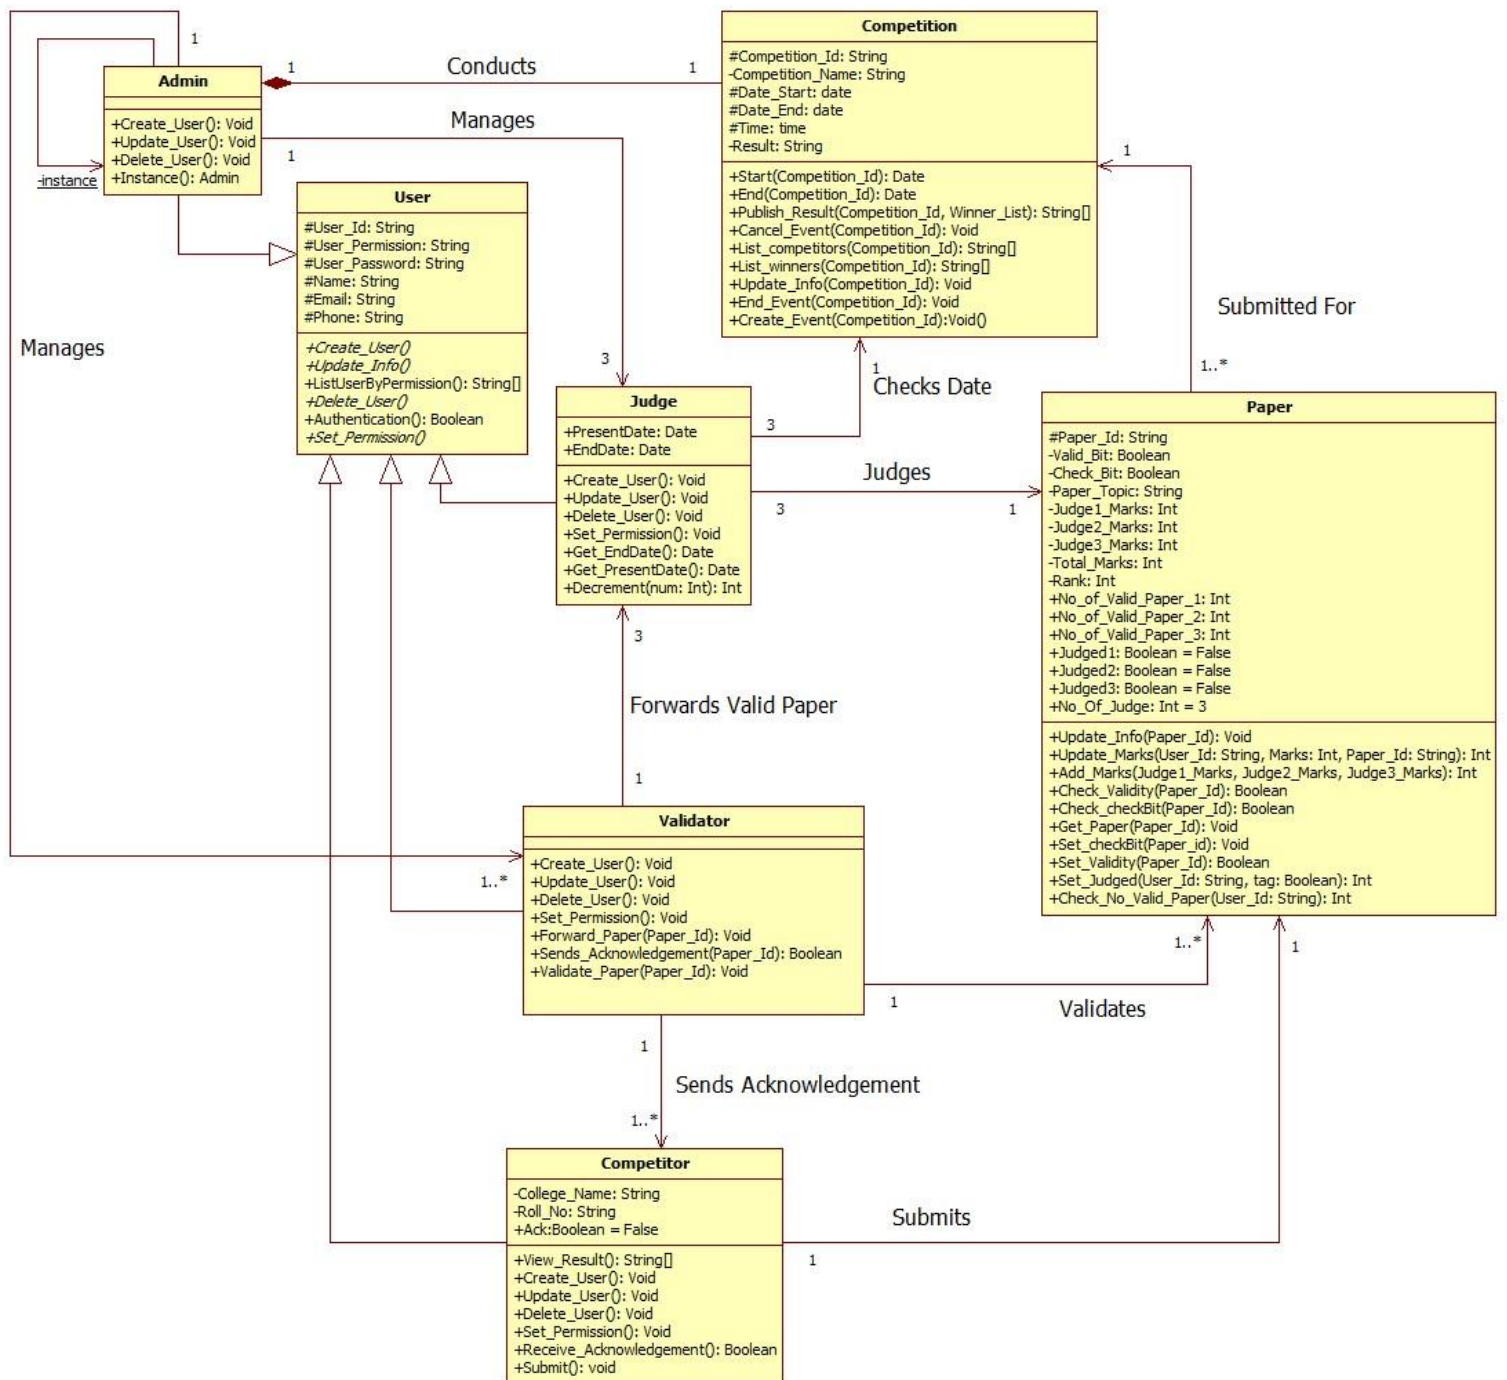 1
Admin
+Create_User(): Void
+Update_User(): Void
+Delete_User(): Void
+Instance(): Admin
-instance
1
Conducts
1
Manages
1
Competition
#Competition_Id: String
-Competition_Name: String
#Date_Start: date
#Date_End: date
#Time: time
-Result: String
+Start(Competition_Id): Date
+End(Competition_Id): Date
+Publish_Result(Competition_Id, Winner_List): String[]
+Cancel_Event(Competition_Id): Void
+List_competitors(Competition_Id): String[]
+List_winners(Competition_Id): String[]
+Update_Info(Competition_Id): Void
+End_Event(Competition_Id): Void
+Create_Event(Competition_Id):Void()
1
Submitted For
1..*
User
#User_Id: String
#User_Permission: String
#User_Password: String
#Name: String
#Email: String
#Phone: String
+Create_User()
+Update_Info()
+ListUserByPermission(): String[]
+Delete_User()
+Authentication(): Boolean
+Set_Permission()
Manages
3
1
Checks Date
3
Judge
+PresentDate: Date
+EndDate: Date
+Create_User(): Void
+Update_User(): Void
+Delete_User(): Void
+Set_Permission(): Void
+Get_EndDate(): Date
+Get_PresentDate(): Date
+Decrement(num: Int): Int
Judges
3
1
Paper
#Paper_Id: String
-Valid_Bit: Boolean
-Check_Bit: Boolean
-Paper_Topic: String
-Judge1_Marks: Int
-Judge2_Marks: Int
-Judge3_Marks: Int
-Total_Marks: Int
-Rank: Int
+No_of_Valid_Paper_1: Int
+No_of_Valid_Paper_2: Int
+No_of_Valid_Paper_3: Int
+Judged1: Boolean = False
+Judged2: Boolean = False
+Judged3: Boolean = False
+No_Of_Judge: Int = 3
+Update_Info(Paper_Id): Void
+Update_Marks(User_Id: String, Marks: Int, Paper_Id: String): Int
+Add_Marks(Judge1_Marks, Judge2_Marks, Judge3_Marks): Int
+Check_Validity(Paper_Id): Boolean
+Check_checkBit(Paper_Id): Boolean
+Get_Paper(Paper_Id): Void
+Set_checkBit(Paper_id): Void
+Set_Validity(Paper_Id): Boolean
+Set_Judged(User_Id: String, tag: Boolean): Int
+Check_No_Valid_Paper(User_Id: String): Int
3
Forwards Valid Paper
1
1..*
Validator
+Create_User(): Void
+Update_User(): Void
+Delete_User(): Void
+Set_Permission(): Void
+Forward_Paper(Paper_Id): Void
+Sends_Acknowledgement(Paper_Id): Boolean
+Validate_Paper(Paper_Id): Void
1..*
1
1
Validates
1
Sends Acknowledgement
1..*
Competitor
-College_Name: String
-Roll_No: String
+Ack:Boolean = False
+View_Result(): String[]
+Create_User(): Void
+Update_User(): Void
+Delete_User(): Void
+Set_Permission(): Void
+Receive_Acknowledgement(): Boolean
+Submit(): void
Submits
1